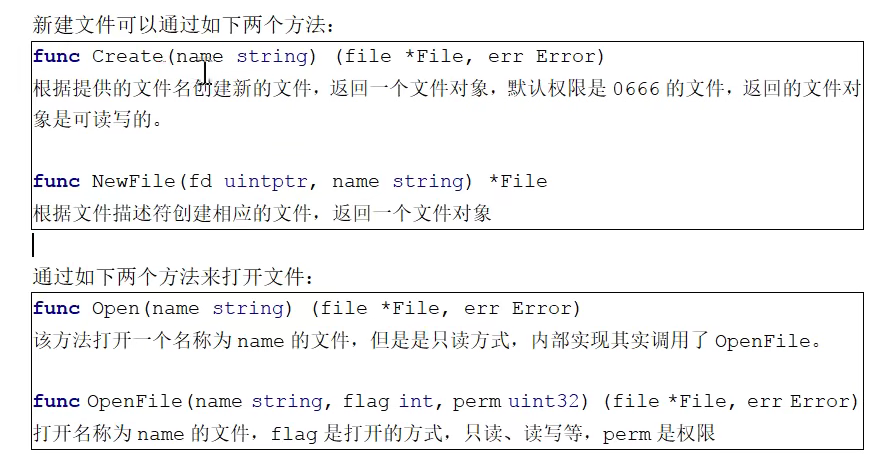 新建文件可以通过如下两个方法：
func Create(name string) (file *File, err Error)
根据提供的文件名创建新的文件，返回一个文件对象，默认权限是 0666 的文件，返回的文件对
象是可读写的。
func NewFile(fd uintptr, name string) *File
根据文件描述符创建相应的文件，返回一个文件对象
通过如下两个方法来打开文件：
func Open(name string) (file *File, err Error)
该方法打开一个名称为 name 的文件，但是是只读方式，内部实现其实调用了 OpenFile。
func OpenFile(name string, flag int, perm uint32) (file *File, err Error)
打开名称为 name 的文件，flag 是打开的方式，只读、读写等，perm 是权限